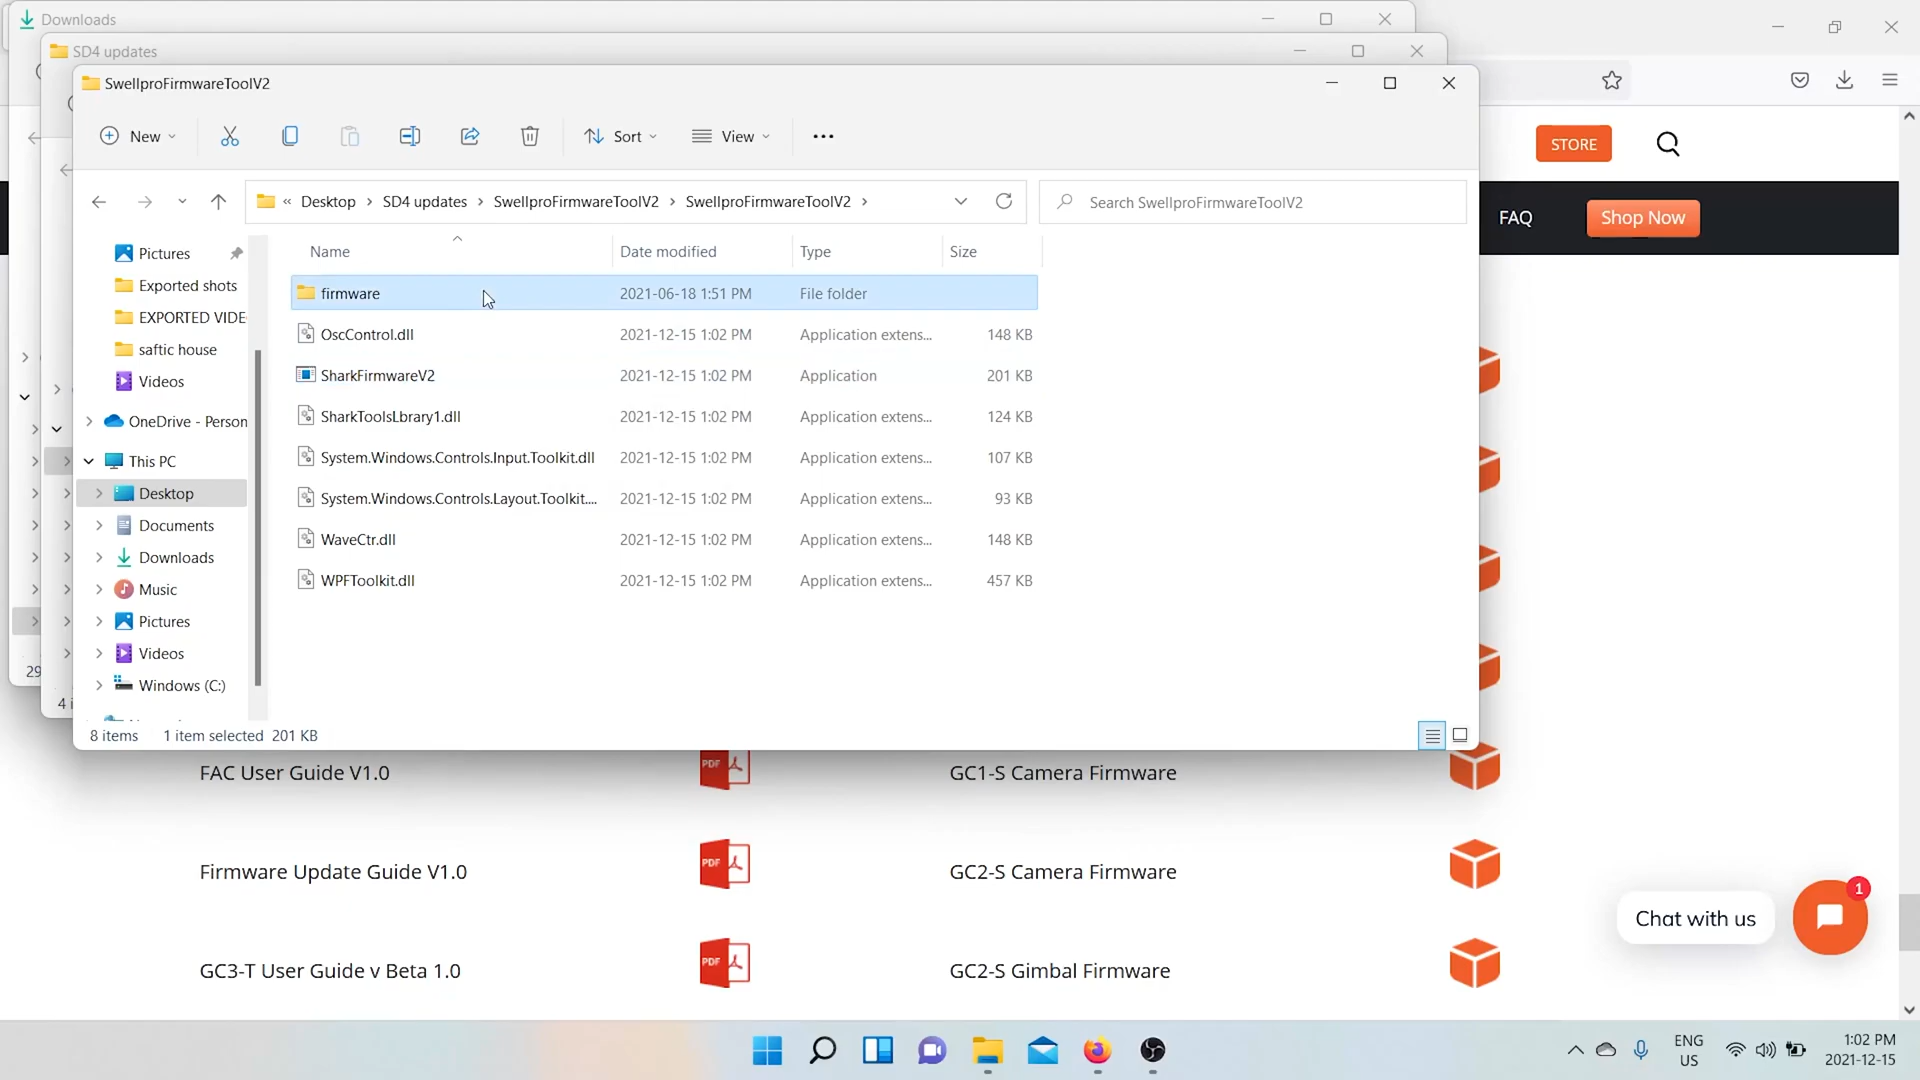 Downloads
SD4 updates
SwellproFirmwareToolV2
New
Sort
View
STORE
« Desktop > SD4 updates > SwellproFirmwareToolV2 > SwellproFirmwareToolV2 >
Search SwellproFirmwareToolV2
FAQ
Shop Now
Name Date modified Type Size
Pictures
Exported shots
EXPORTED VIDE
saftic house
Videos
OneDrive - Person
This PC
Desktop
Documents
Downloads
Music
Pictures
Videos
Windows (C:)
firmware 2021-06-18 1:51 PM File folder
OscControl.dll 2021-12-15 1:02 PM Application extens... 148 KB
SharkFirmwareV2 2021-12-15 1:02 PM Application 201 KB
SharkToolsLbrary1.dll 2021-12-15 1:02 PM Application extens... 124 KB
System.Windows.Controls.Input.Toolkit.dll 2021-12-15 1:02 PM Application extens... 107 KB
System.Windows.Controls.Layout.Toolkit.... 2021-12-15 1:02 PM Application extens... 93 KB
WaveCtr.dll 2021-12-15 1:02 PM Application extens... 148 KB
WPFToolkit.dll 2021-12-15 1:02 PM Application extens... 457 KB
29
4 i
8 items 1 item selected 201 KB
FAC User Guide V1.0
PDF
GC1-S Camera Firmware
Firmware Update Guide V1.0
PDF
GC2-S Camera Firmware
GC3-T User Guide v Beta 1.0
PDF
GC2-S Gimbal Firmware
Chat with us
1
ENG
US
1:02 PM
2021-12-15